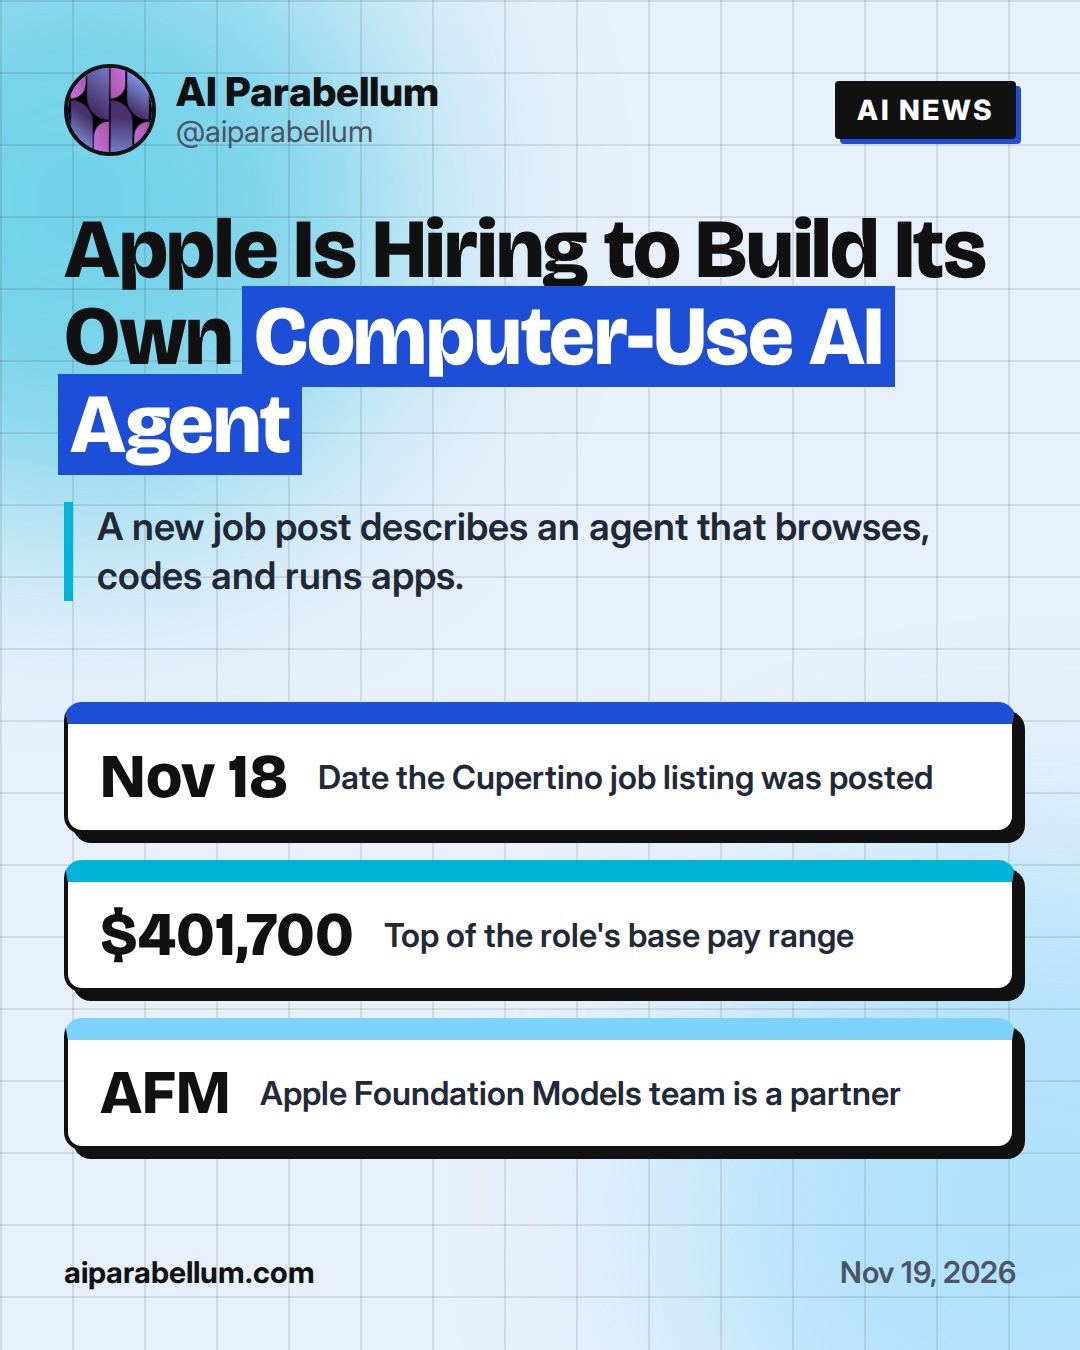 AI Parabellum
@aiparabellum
AI NEWS
Apple Is Hiring to Build Its
Own Computer-Use AI
Agent
A new job post describes an agent that browses,
codes and runs apps.
Nov 18 Date the Cupertino job listing was posted
$401,700 Top of the role's base pay range
AFM Apple Foundation Models team is a partner
aiparabellum.com
Nov 19, 2026